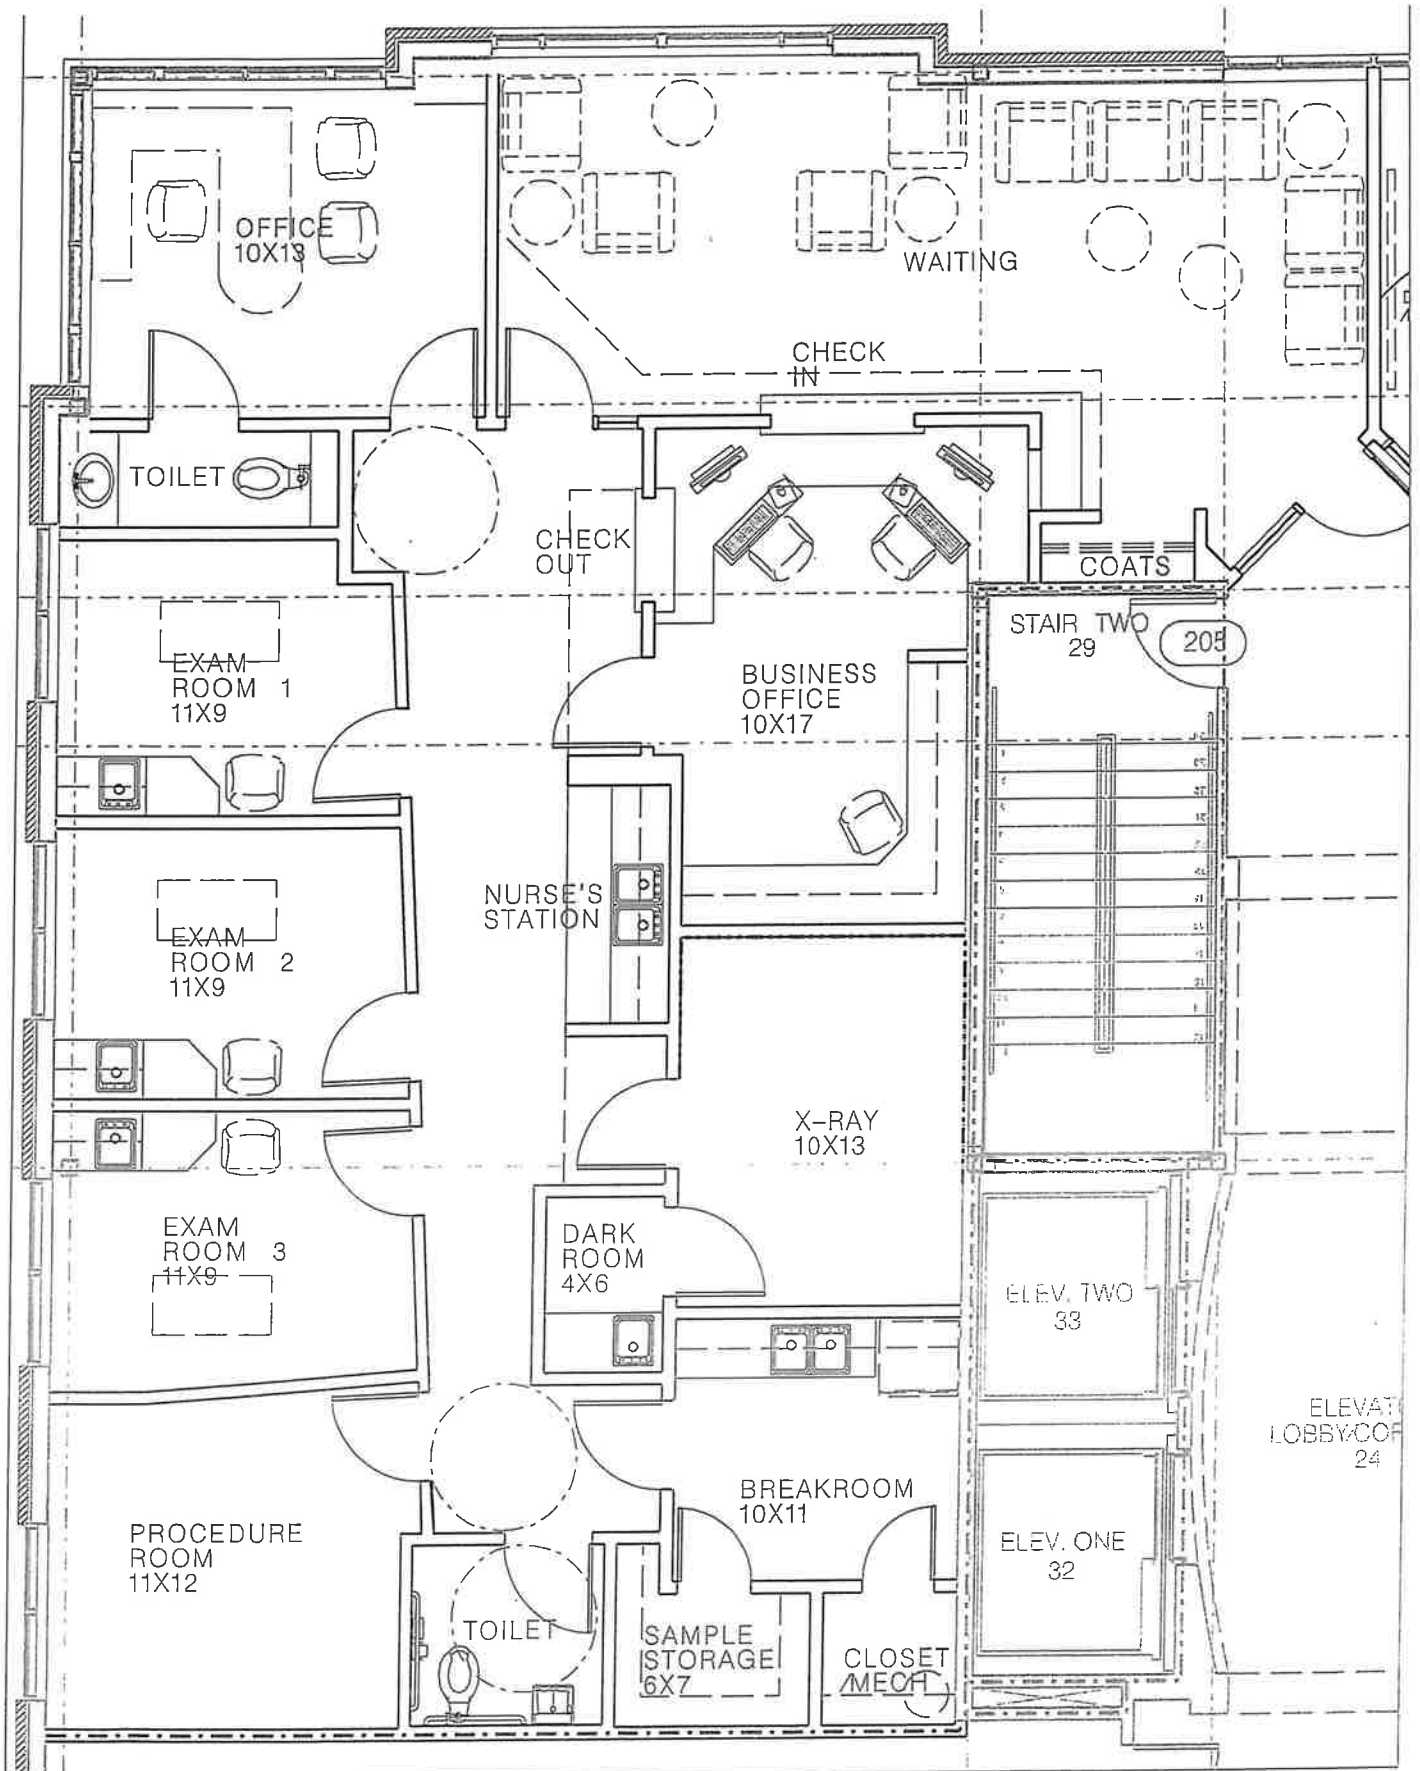 OFFICE
10X13
WAITING
CHECK
IN
TOILET
CHECK
OUT
COATS
STAIR TWO
29
205
EXAM
ROOM 1
11X9
BUSINESS
OFFICE
10X17
NURSE'S
STATION
EXAM
ROOM 2
11X9
X-RAY
10X13
EXAM
ROOM 3
11X9
DARK
ROOM
4X6
ELEV. TWO
33
ELEVAT
LOBBY/COR
24
BREAKROOM
10X11
PROCEDURE
ROOM
11X12
ELEV. ONE
32
TOILET
SAMPLE
STORAGE
6X7
CLOSET
/MECH